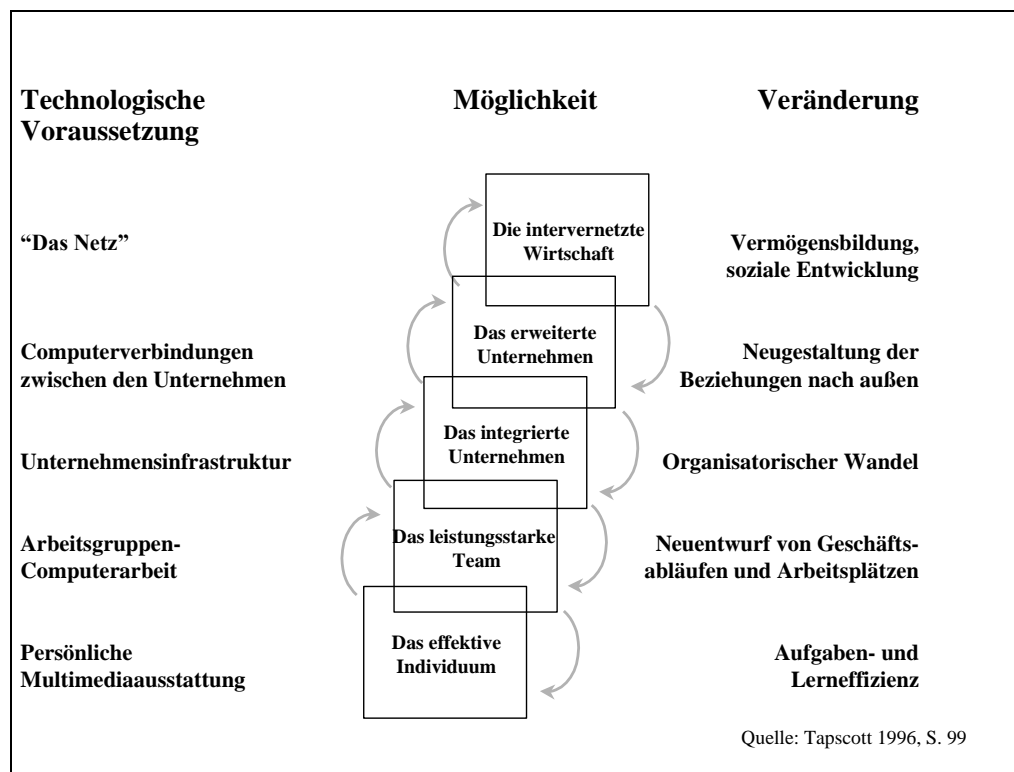 Technologische
Voraussetzung
Möglichkeit
Veränderung
“Das Netz”
Die intervernetzte
Wirtschaft
Vermögensbildung,
soziale Entwicklung
Computerverbindungen
zwischen den Unternehmen
Das erweiterte
Unternehmen
Neugestaltung der
Beziehungen nach außen
Unternehmensinfrastruktur
Das integrierte
Unternehmen
Organisatorischer Wandel
Arbeitsgruppen-
Computerarbeit
Das leistungsstarke
Team
Neuentwurf von Geschäfts-
abläufen und Arbeitsplätzen
Persönliche
Multimediaausstattung
Das effektive
Individuum
Aufgaben- und
Lerneffizienz
Quelle: Tapscott 1996, S. 99